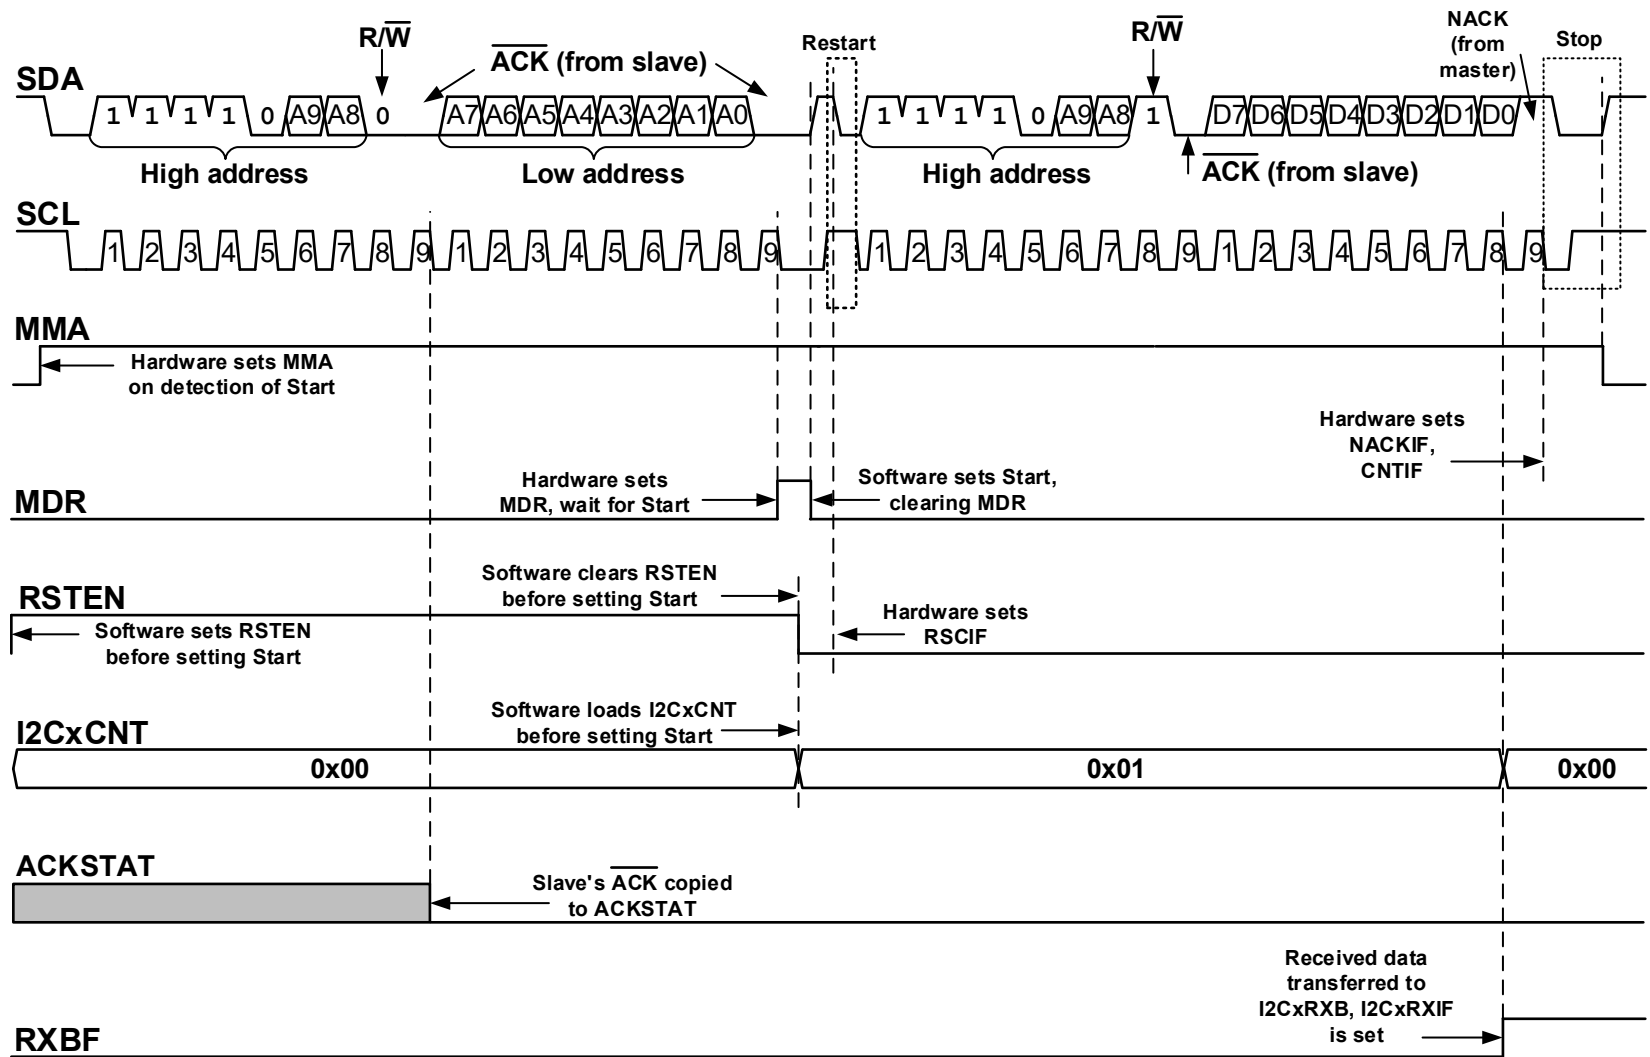 R/W R/W NACK
(from
master)
Restart Stop
SDA ACK (from slave)
1 1 1 1 0 A9 A8 0 A7 A6 A5 A4 A3 A2 A1 A0 1 1 1 1 0 A9 A8 1 D7 D6 D5 D4 D3 D2 D1 D0
High address Low address High address ACK (from slave)
SCL
1 2 3 4 5 6 7 8 9 1 2 3 4 5 6 7 8 9 1 2 3 4 5 6 7 8 9 1 2 3 4 5 6 7 8 9
MMA
Hardware sets MMA
on detection of Start
Hardware sets
NACKIF,
CNTIF
MDR
Hardware sets
MDR, wait for Start
Software sets Start,
clearing MDR
RSTEN
Software sets RSTEN
before setting Start
Software clears RSTEN
before setting Start
Hardware sets
RSCIF
I2CxCNT
Software loads I2CxCNT
before setting Start
0x00 0x01 0x00
ACKSTAT
Slave's ACK copied
to ACKSTAT
Received data
transferred to
I2CxRXB, I2CxRXIF
is set
RXBF